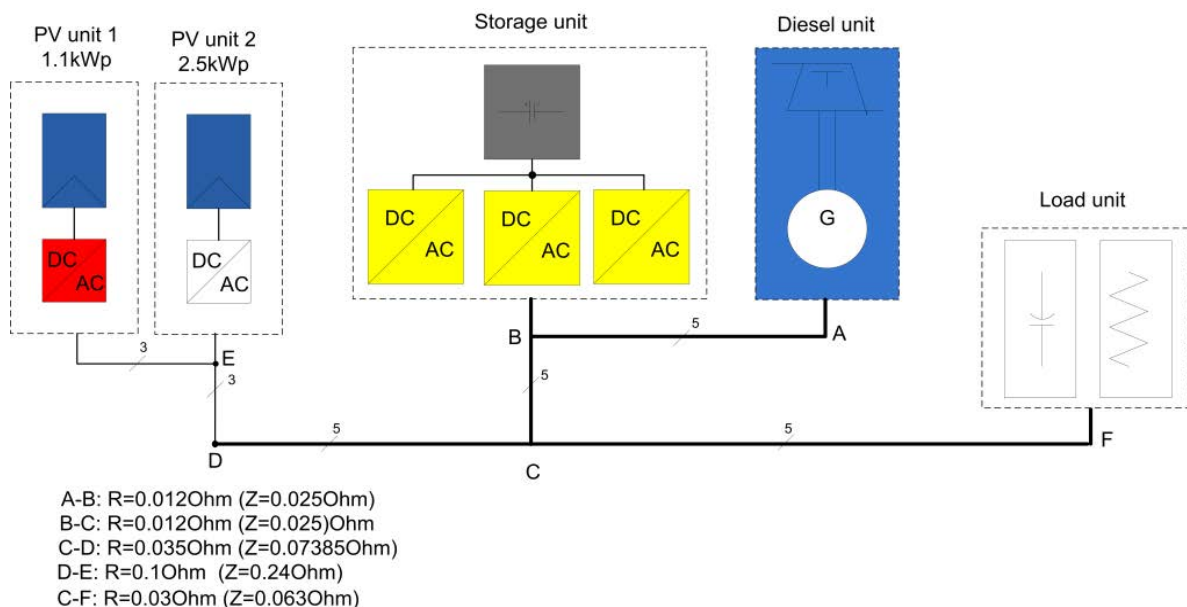 PV unit 1
1.1kWp
PV unit 2
2.5kWp
Storage unit
Diesel unit
Load unit
DC
AC
DC
AC
DC
AC
DC
AC
DC
AC
G
T
3
E
3
B
5
A
5
5
5
D
C
F
A-B: R=0.012Ohm (Z=0.025Ohm)
B-C: R=0.012Ohm (Z=0.025)Ohm
C-D: R=0.035Ohm (Z=0.07385Ohm)
D-E: R=0.1Ohm (Z=0.24Ohm)
C-F: R=0.03Ohm (Z=0.063Ohm)